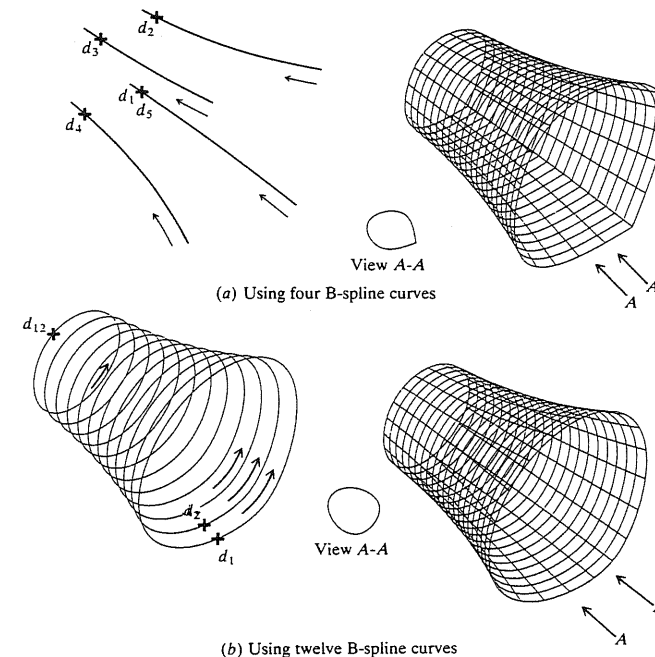 d2
d3
d1
d5
d4
View A-A
A
A
(a) Using four B-spline curves
d12
d2
d1
View A-A
A
A
(b) Using twelve B-spline curves